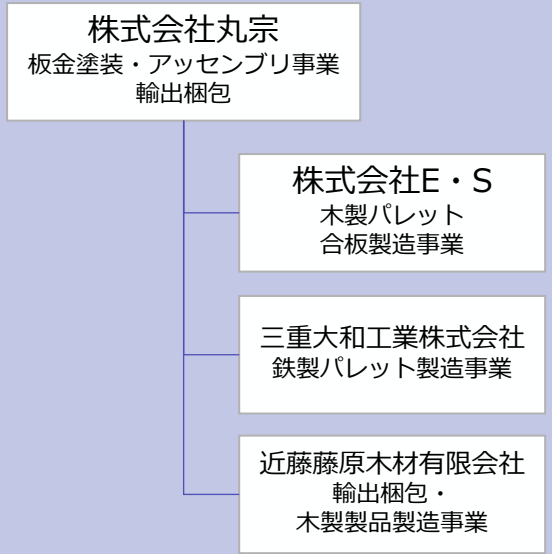 株式会社丸宗
板金塗装・アッセンブリ事業
輸出梱包
株式会社E・S
木製パレット
合板製造事業
三重大和工業株式会社
鉄製パレット製造事業
近藤藤原木材有限会社
輸出梱包・
木製製品製造事業